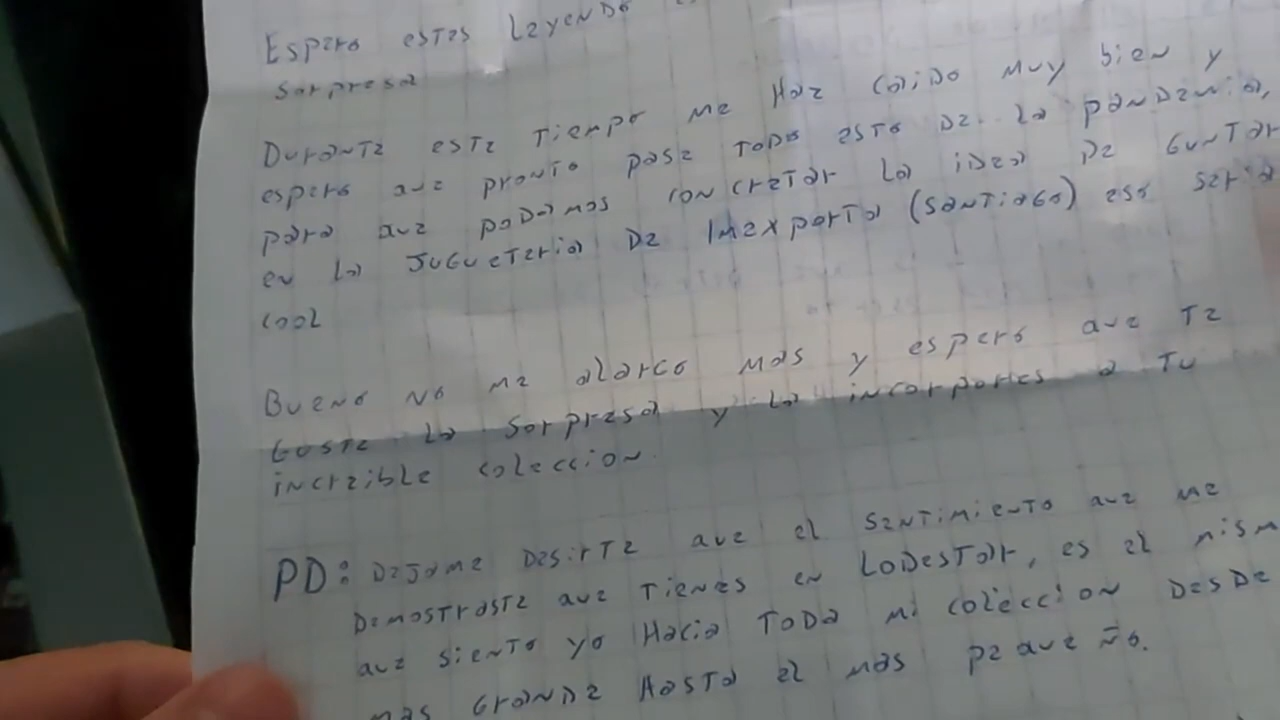 Espero estes Leyendo
Sorpresa
Durante este tiempo me Haz caido muy bien y
espero que pronto pase todo esto de la pandemia,
para que podamos concretar la idea de Guntar
en la Jugueteria de Imexporta (Santiago) eso seria
cool
Bueno no me alargo mas y espero que te
Guste la sorpresa y la incorpores a tu
increible coleccion.
PD: Dejame Desirte que el sentimiento que me
Demostraste que tienes en Lodestar, es el mism
que siento yo Hacia toda mi coleccion Desde
mas Grande Hasta el mas pequeño.